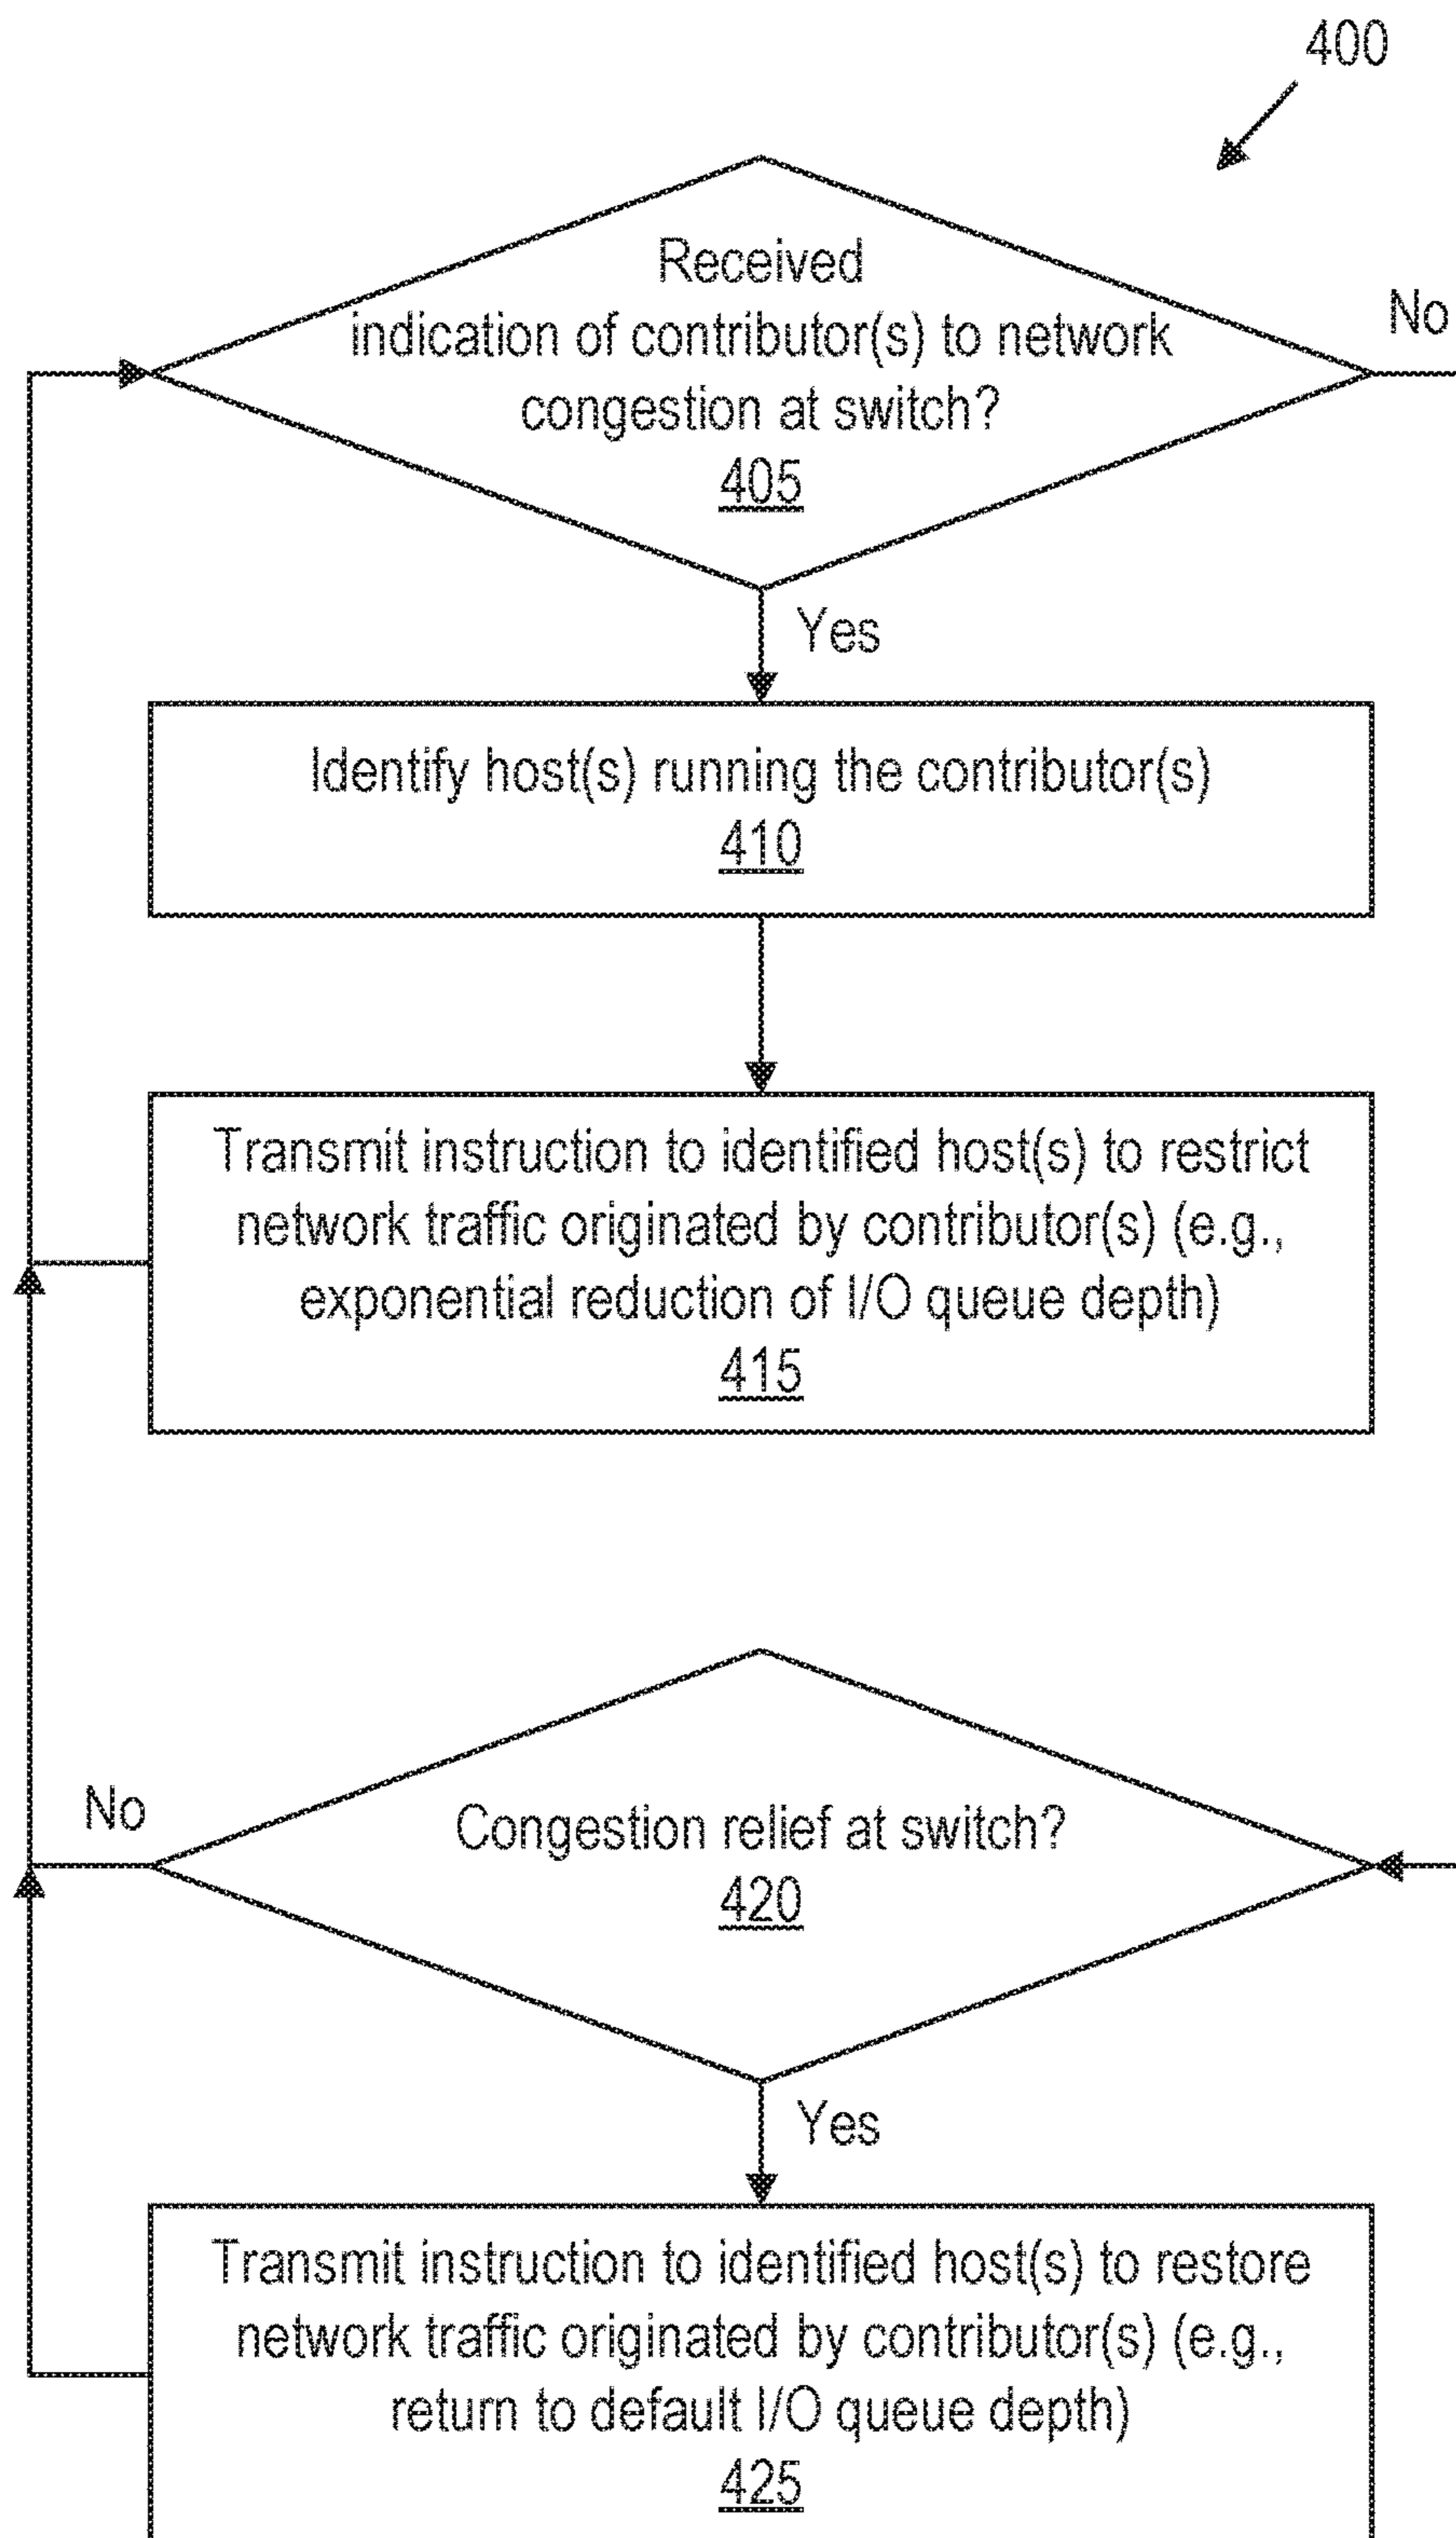 400
Received
indication of contributor(s) to network
congestion at switch?
405
No
Yes
Identify host(s) running the contributor(s)
410
Transmit instruction to identified host(s) to restrict
network traffic originated by contributor(s) (e.g.,
exponential reduction of I/O queue depth)
415
No
Congestion relief at switch?
420
Yes
Transmit instruction to identified host(s) to restore
network traffic originated by contributor(s) (e.g.,
return to default I/O queue depth)
425